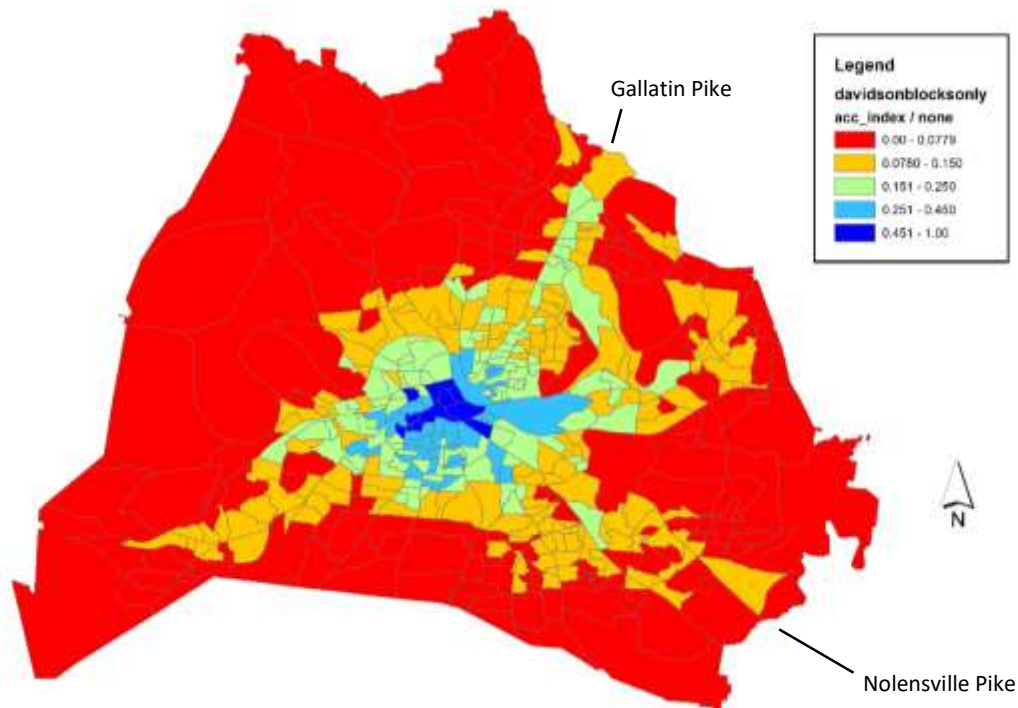 Gallatin Pike
Legend
davidsonblocksonly
acc_index / none
0.00 - 0.0779
0.0780 - 0.150
0.151 - 0.250
0.251 - 0.450
0.451 - 1.00
N
Nolensville Pike